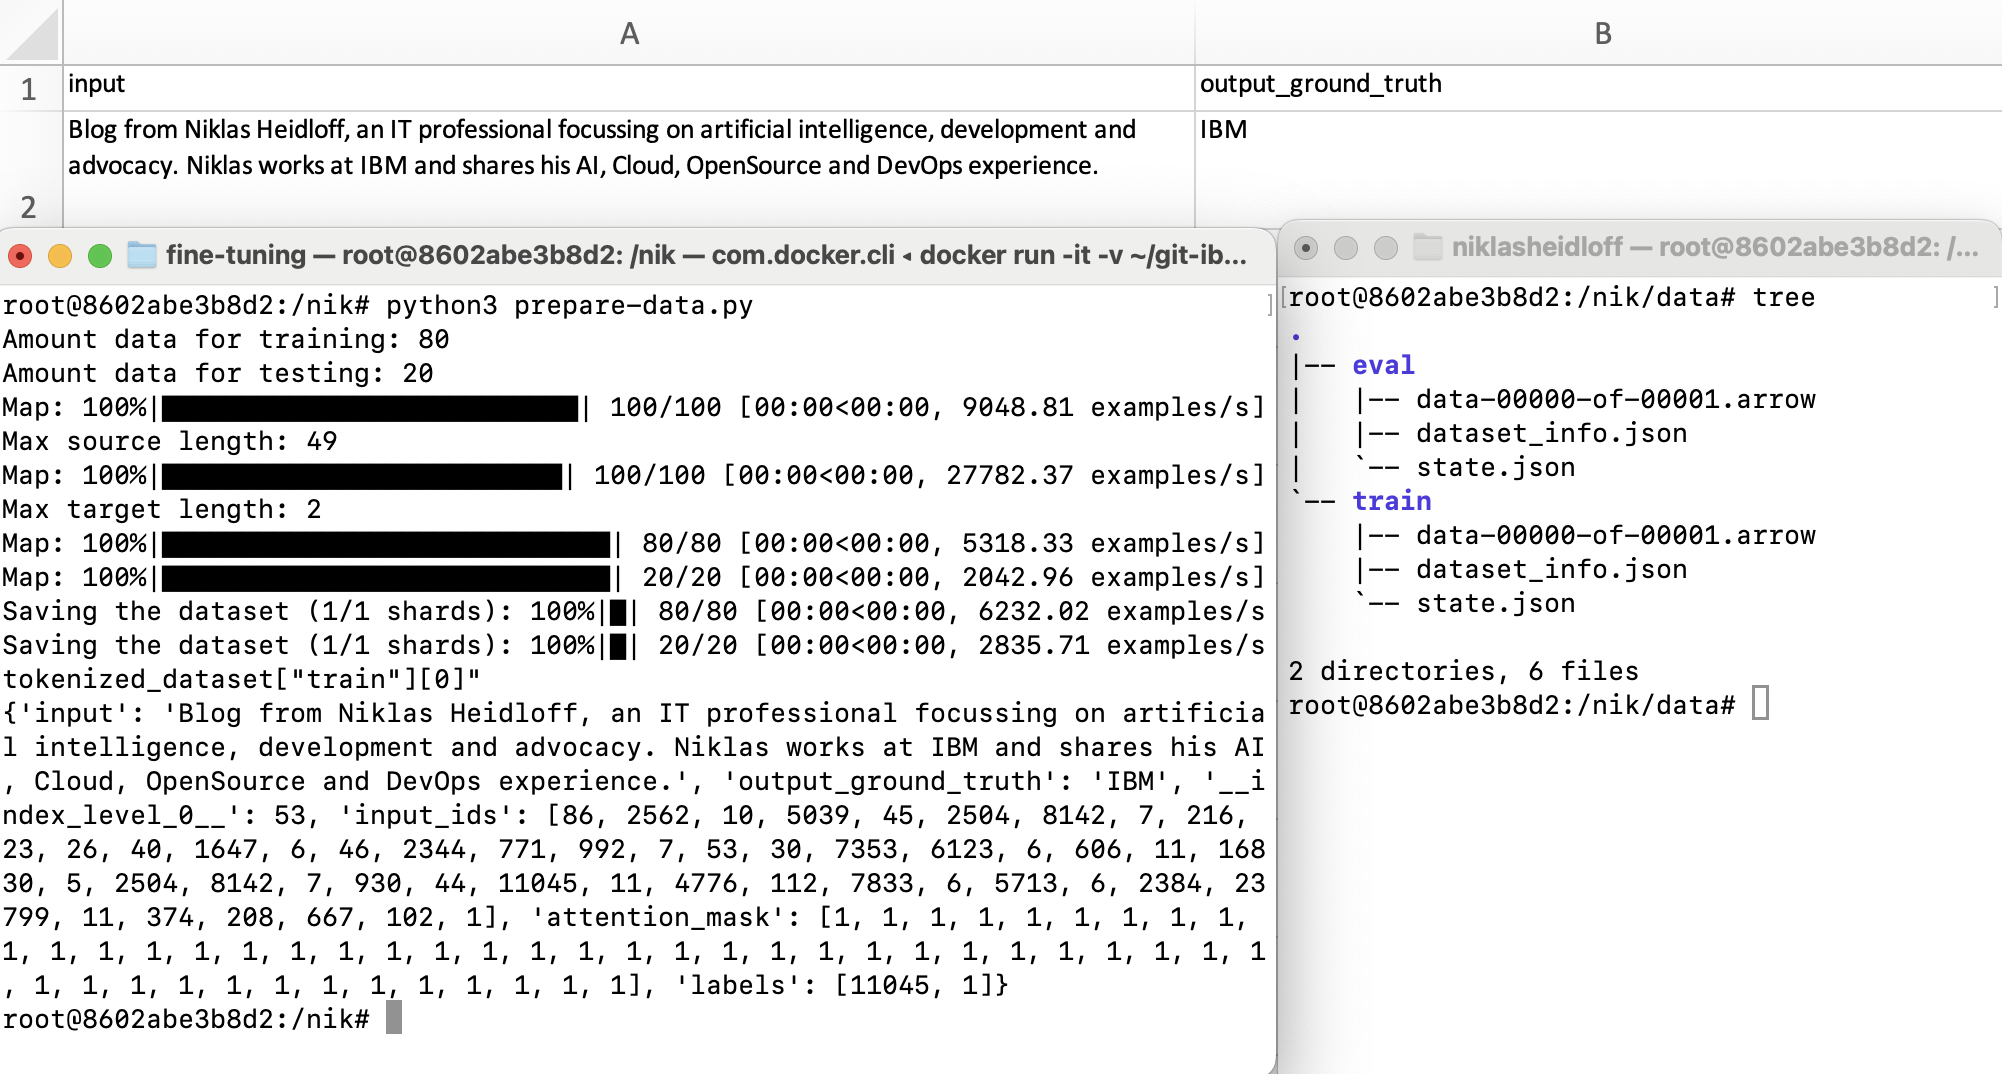 A
B
1
input
output_ground_truth
Blog from Niklas Heidloff, an IT professional focussing on artificial intelligence, development and
advocacy. Niklas works at IBM and shares his AI, Cloud, OpenSource and DevOps experience.
IBM
2
fine-tuning — root@8602abe3b8d2: /nik — com.docker.cli ◂ docker run -it -v ~/git-ib...
root@8602abe3b8d2:/nik# python3 prepare-data.py
Amount data for training: 80
Amount data for testing: 20
Map: 100%|██████████████████████████| 100/100 [00:00<00:00, 9048.81 examples/s]
Max source length: 49
Map: 100%|█████████████████████████| 100/100 [00:00<00:00, 27782.37 examples/s]
Max target length: 2
Map: 100%|████████████████████████████| 80/80 [00:00<00:00, 5318.33 examples/s]
Map: 100%|████████████████████████████| 20/20 [00:00<00:00, 2042.96 examples/s]
Saving the dataset (1/1 shards): 100%|█| 80/80 [00:00<00:00, 6232.02 examples/s
Saving the dataset (1/1 shards): 100%|█| 20/20 [00:00<00:00, 2835.71 examples/s
tokenized_dataset["train"][0]"
{'input': 'Blog from Niklas Heidloff, an IT professional focussing on artificia
l intelligence, development and advocacy. Niklas works at IBM and shares his AI
, Cloud, OpenSource and DevOps experience.', 'output_ground_truth': 'IBM', '__i
ndex_level_0__': 53, 'input_ids': [86, 2562, 10, 5039, 45, 2504, 8142, 7, 216,
23, 26, 40, 1647, 6, 46, 2344, 771, 992, 7, 53, 30, 7353, 6123, 6, 606, 11, 168
30, 5, 2504, 8142, 7, 930, 44, 11045, 11, 4776, 112, 7833, 6, 5713, 6, 2384, 23
799, 11, 374, 208, 667, 102, 1], 'attention_mask': [1, 1, 1, 1, 1, 1, 1, 1, 1,
1, 1, 1, 1, 1, 1, 1, 1, 1, 1, 1, 1, 1, 1, 1, 1, 1, 1, 1, 1, 1, 1, 1, 1, 1, 1, 1
, 1, 1, 1, 1, 1, 1, 1, 1, 1, 1, 1, 1, 1], 'labels': [11045, 1]}
root@8602abe3b8d2:/nik#
niklasheidloff — root@8602abe3b8d2: /...
root@8602abe3b8d2:/nik/data# tree
.
|-- eval
|   |-- data-00000-of-00001.arrow
|   |-- dataset_info.json
|   `-- state.json
`-- train
    |-- data-00000-of-00001.arrow
    |-- dataset_info.json
    `-- state.json
2 directories, 6 files
root@8602abe3b8d2:/nik/data#